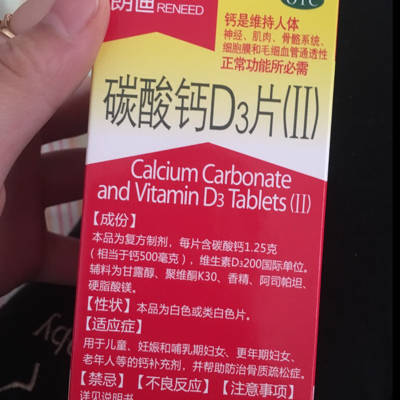 朗迪 RENEED
OTC
钙是维持人体
神经、肌肉、骨骼系统、
细胞膜和毛细血管通透性
正常功能所必需
碳酸钙D3片(II)
Calcium Carbonate
and Vitamin D3 Tablets (II)
【成份】
本品为复方制剂，每片含碳酸钙1.25克
(相当于钙500毫克)，维生素D3200国际单位。
辅料为甘露醇、聚维酮K30、香精、阿司帕坦、
硬脂酸镁。
【性状】本品为白色或类白色片。
【适应症】
用于儿童、妊娠和哺乳期妇女、更年期妇女、
老年人等的钙补充剂，并帮助防治骨质疏松症。
【禁忌】【不良反应】【注意事项】
详见说明书